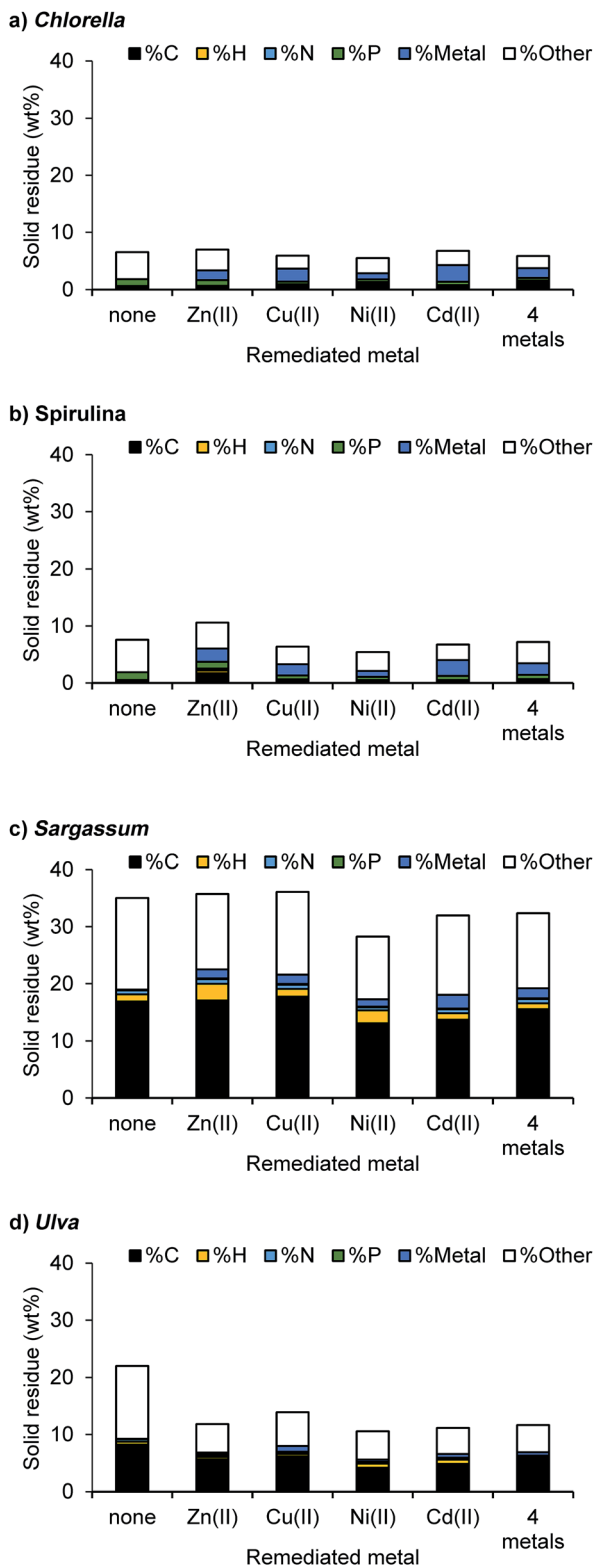 a) Chlorella
%C %H %N %P %Metal %Other
40
30
20
10
0
Solid residue (wt%)
none Zn(II) Cu(II) Ni(II) Cd(II) 4 metals
Remediated metal
b) Spirulina
%C %H %N %P %Metal %Other
40
30
20
10
0
Solid residue (wt%)
none Zn(II) Cu(II) Ni(II) Cd(II) 4 metals
Remediated metal
c) Sargassum
%C %H %N %P %Metal %Other
40
30
20
10
0
Solid residue (wt%)
none Zn(II) Cu(II) Ni(II) Cd(II) 4 metals
Remediated metal
d) Ulva
%C %H %N %P %Metal %Other
40
30
20
10
0
Solid residue (wt%)
none Zn(II) Cu(II) Ni(II) Cd(II) 4 metals
Remediated metal